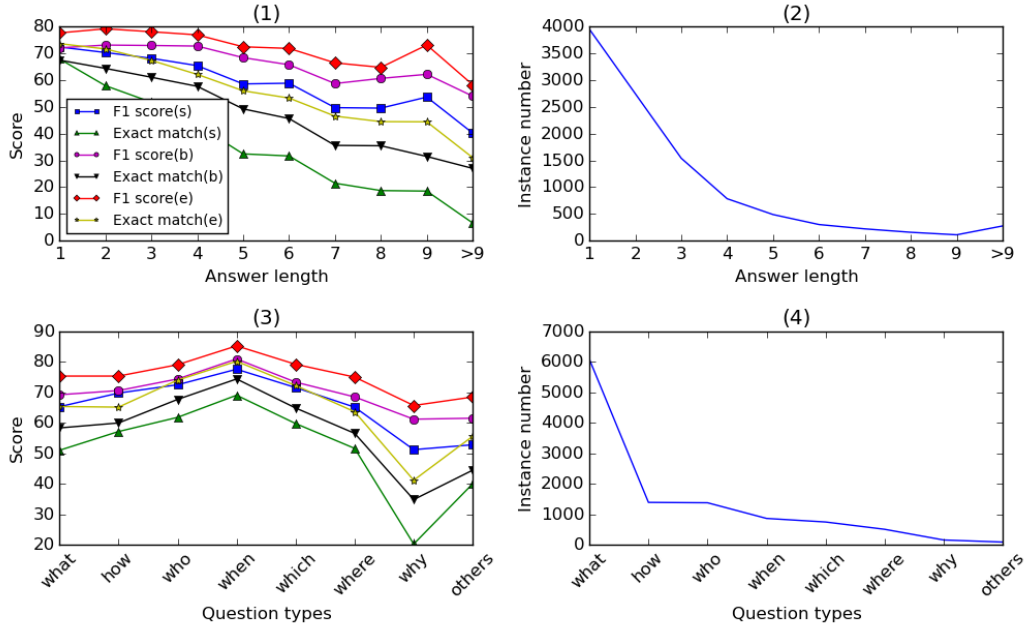 (1)
80
70
60
50
40
30
20
10
0
Score
F1 score(s)
Exact match(s)
F1 score(b)
Exact match(b)
F1 score(e)
Exact match(e)
1 2 3 4 5 6 7 8 9 >9
Answer length
(2)
4000
3500
3000
2500
2000
1500
1000
500
0
Instance number
1 2 3 4 5 6 7 8 9 >9
Answer length
(3)
90
80
70
60
50
40
30
20
Score
what how who when which where why others
Question types
(4)
7000
6000
5000
4000
3000
2000
1000
0
Instance number
what how who when which where why others
Question types